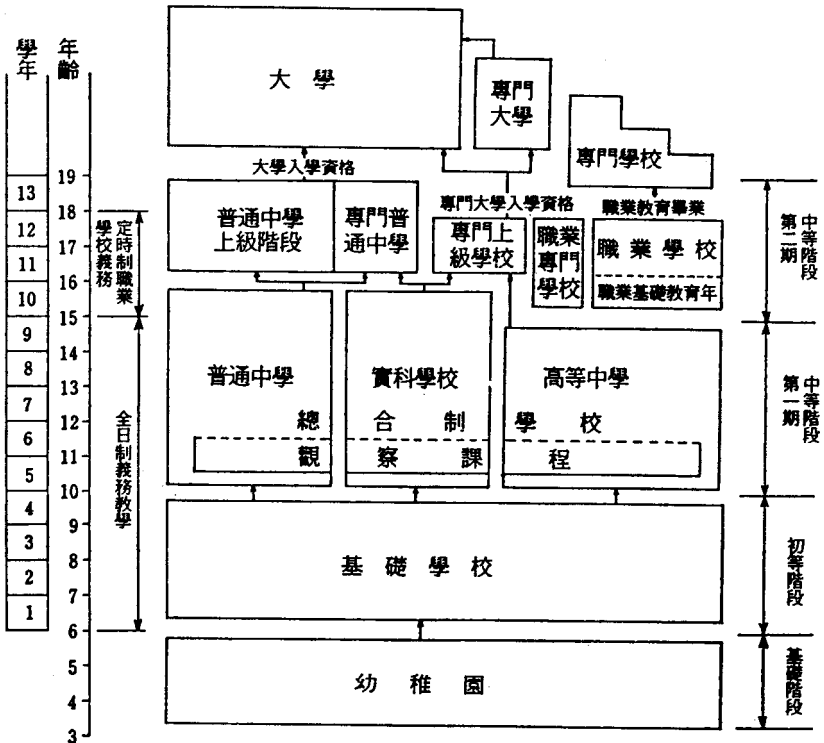 學年
年齡
大學
專門
大學
專門學校
大學入學資格
專門大學入學資格
職業教育畢業
19
13
18
12
17
11
16
10
15
9
14
8
13
7
12
6
11
5
10
4
9
3
8
2
7
1
6
5
4
3
定時制職業
學校義務
全日制義務教學
普通中學
上級階段
專門普
通中學
專門上
級學校
職業
專門
學校
職業學校
職業基礎教育年
中等階段
第二期
普通中學
實科學校
高等中學
總合制學校
觀察課程
中等階段
第一期
基礎學校
初等階段
幼稚園
基礎階段